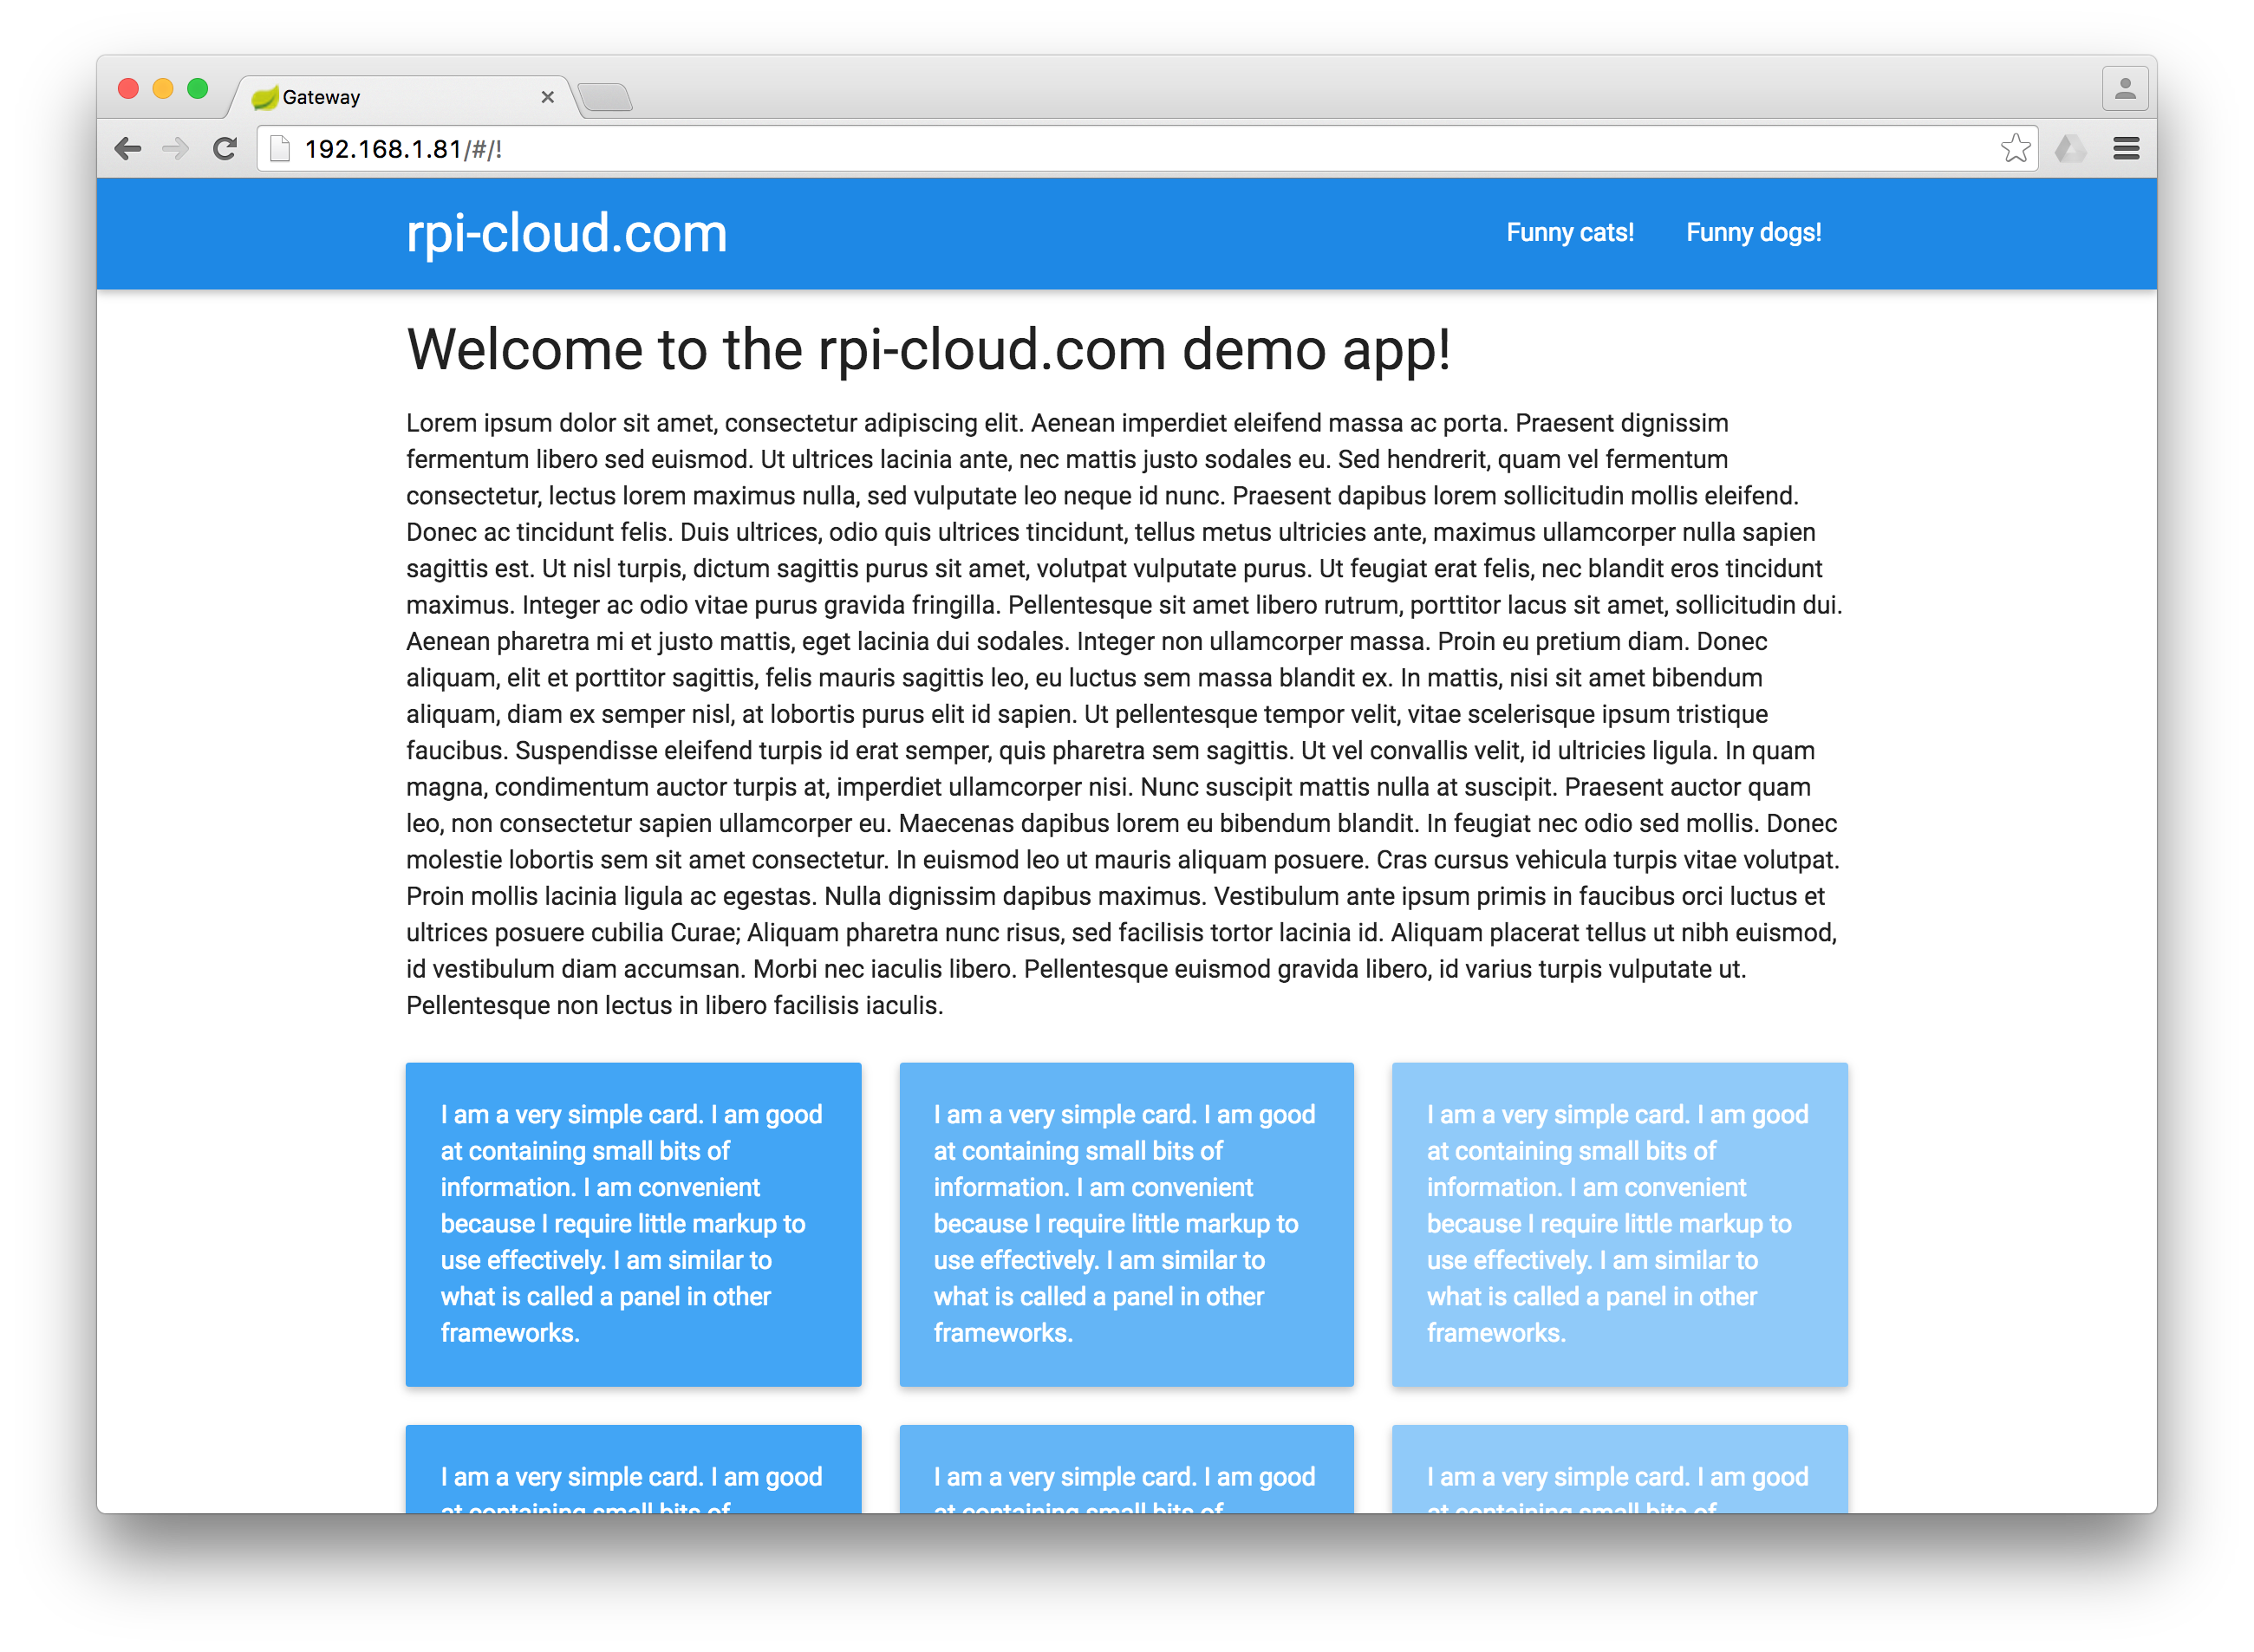 Gateway
192.168.1.81/#/!
rpi-cloud.com
Funny cats!
Funny dogs!
Welcome to the rpi-cloud.com demo app!
Lorem ipsum dolor sit amet, consectetur adipiscing elit. Aenean imperdiet eleifend massa ac porta. Praesent dignissim
fermentum libero sed euismod. Ut ultrices lacinia ante, nec mattis justo sodales eu. Sed hendrerit, quam vel fermentum
consectetur, lectus lorem maximus nulla, sed vulputate leo neque id nunc. Praesent dapibus lorem sollicitudin mollis eleifend.
Donec ac tincidunt felis. Duis ultrices, odio quis ultrices tincidunt, tellus metus ultricies ante, maximus ullamcorper nulla sapien
sagittis est. Ut nisl turpis, dictum sagittis purus sit amet, volutpat vulputate purus. Ut feugiat erat felis, nec blandit eros tincidunt
maximus. Integer ac odio vitae purus gravida fringilla. Pellentesque sit amet libero rutrum, porttitor lacus sit amet, sollicitudin dui.
Aenean pharetra mi et justo mattis, eget lacinia dui sodales. Integer non ullamcorper massa. Proin eu pretium diam. Donec
aliquam, elit et porttitor sagittis, felis mauris sagittis leo, eu luctus sem massa blandit ex. In mattis, nisi sit amet bibendum
aliquam, diam ex semper nisl, at lobortis purus elit id sapien. Ut pellentesque tempor velit, vitae scelerisque ipsum tristique
faucibus. Suspendisse eleifend turpis id erat semper, quis pharetra sem sagittis. Ut vel convallis velit, id ultricies ligula. In quam
magna, condimentum auctor turpis at, imperdiet ullamcorper nisi. Nunc suscipit mattis nulla at suscipit. Praesent auctor quam
leo, non consectetur sapien ullamcorper eu. Maecenas dapibus lorem eu bibendum blandit. In feugiat nec odio sed mollis. Donec
molestie lobortis sem sit amet consectetur. In euismod leo ut mauris aliquam posuere. Cras cursus vehicula turpis vitae volutpat.
Proin mollis lacinia ligula ac egestas. Nulla dignissim dapibus maximus. Vestibulum ante ipsum primis in faucibus orci luctus et
ultrices posuere cubilia Curae; Aliquam pharetra nunc risus, sed facilisis tortor lacinia id. Aliquam placerat tellus ut nibh euismod,
id vestibulum diam accumsan. Morbi nec iaculis libero. Pellentesque euismod gravida libero, id varius turpis vulputate ut.
Pellentesque non lectus in libero facilisis iaculis.
I am a very simple card. I am good
at containing small bits of
information. I am convenient
because I require little markup to
use effectively. I am similar to
what is called a panel in other
frameworks.
I am a very simple card. I am good
at containing small bits of
information. I am convenient
because I require little markup to
use effectively. I am similar to
what is called a panel in other
frameworks.
I am a very simple card. I am good
at containing small bits of
information. I am convenient
because I require little markup to
use effectively. I am similar to
what is called a panel in other
frameworks.
I am a very simple card. I am good
at containing small bits of
I am a very simple card. I am good
at containing small bits of
I am a very simple card. I am good
at containing small bits of